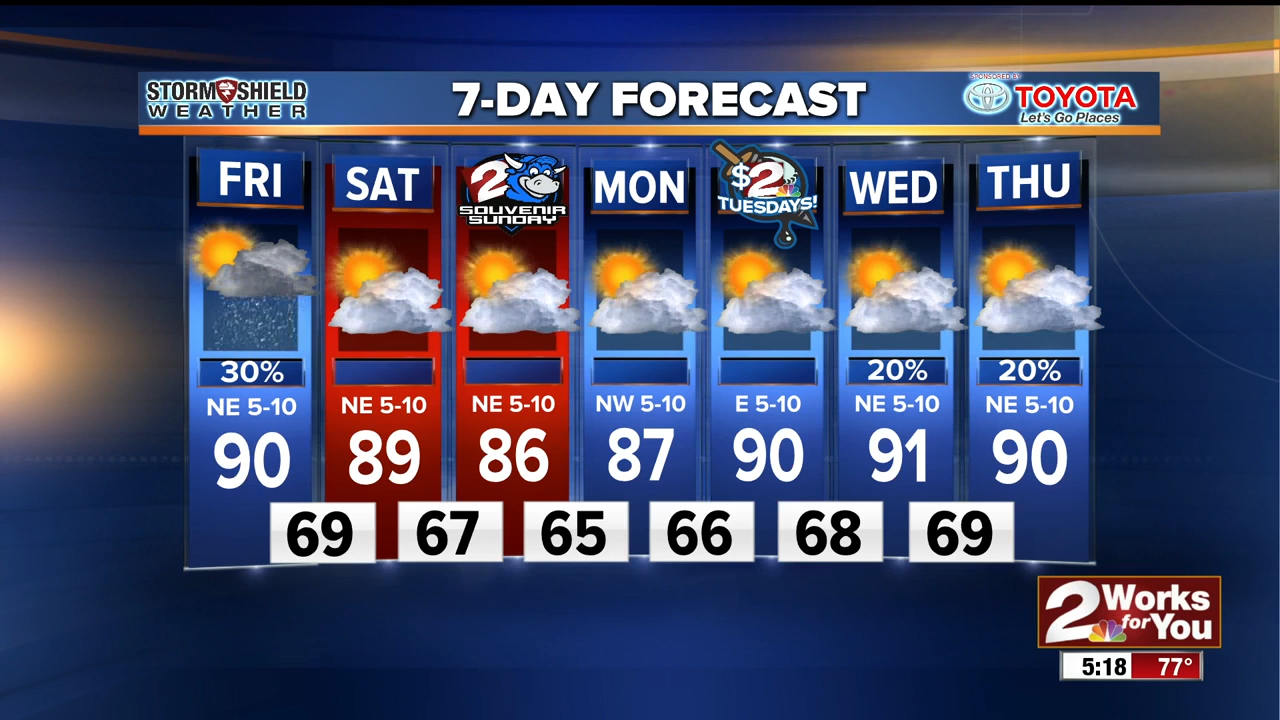 STORM SHIELD
WEATHER
7-DAY FORECAST
SPONSORED BY
TOYOTA
Let's Go Places
FRI
SAT
2
SOUVENIR
SUNDAY
MON
$2
TUESDAYS!
WED
THU
30%
20%
20%
NE 5-10
NE 5-10
NE 5-10
NW 5-10
E 5-10
NE 5-10
NE 5-10
90
89
86
87
90
91
90
69
67
65
66
68
69
2 Works
for You
5:18 77°